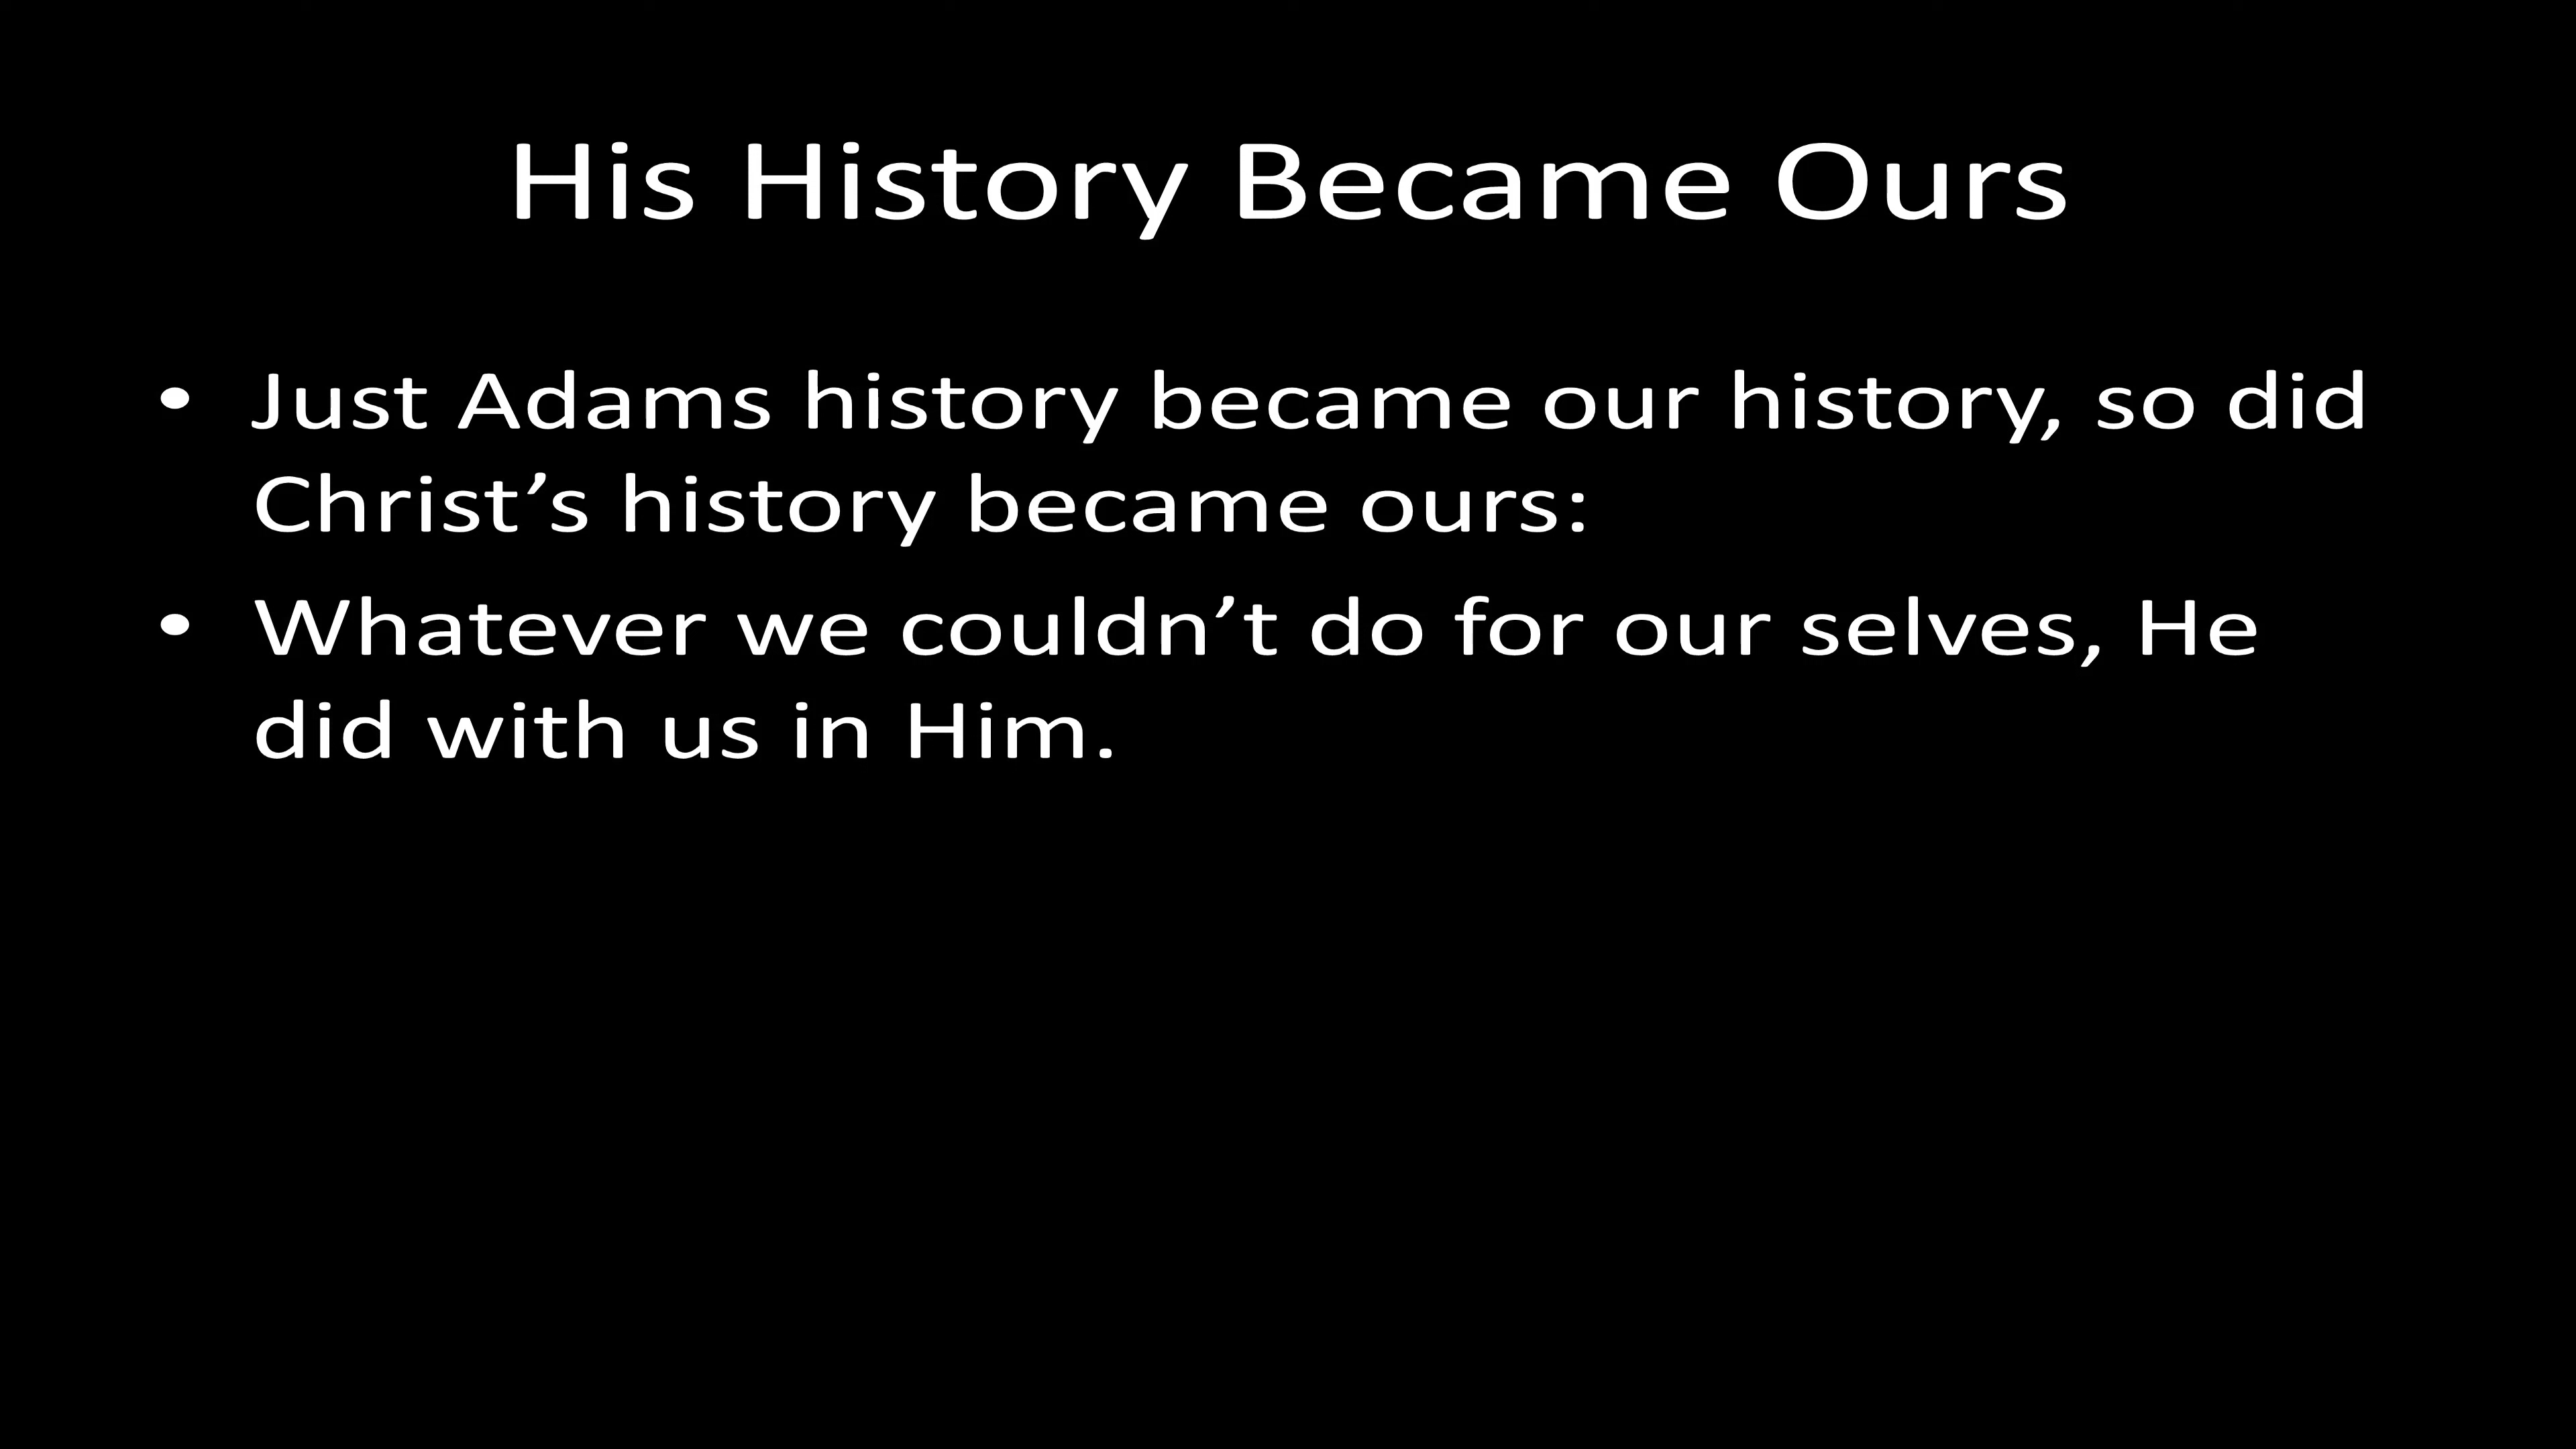 His History Became Ours
• Just Adams history became our history, so did
Christ’s history became ours:
• Whatever we couldn’t do for our selves, He
did with us in Him.